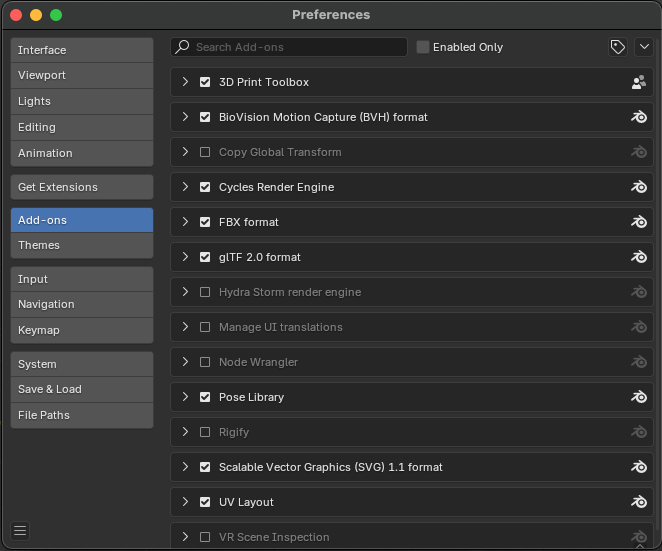 Preferences
Interface
Viewport
Lights
Editing
Animation
Get Extensions
Add-ons
Themes
Input
Navigation
Keymap
System
Save & Load
File Paths
Search Add-ons
Enabled Only
3D Print Toolbox
BioVision Motion Capture (BVH) format
Copy Global Transform
Cycles Render Engine
FBX format
glTF 2.0 format
Hydra Storm render engine
Manage UI translations
Node Wrangler
Pose Library
Rigify
Scalable Vector Graphics (SVG) 1.1 format
UV Layout
VR Scene Inspection